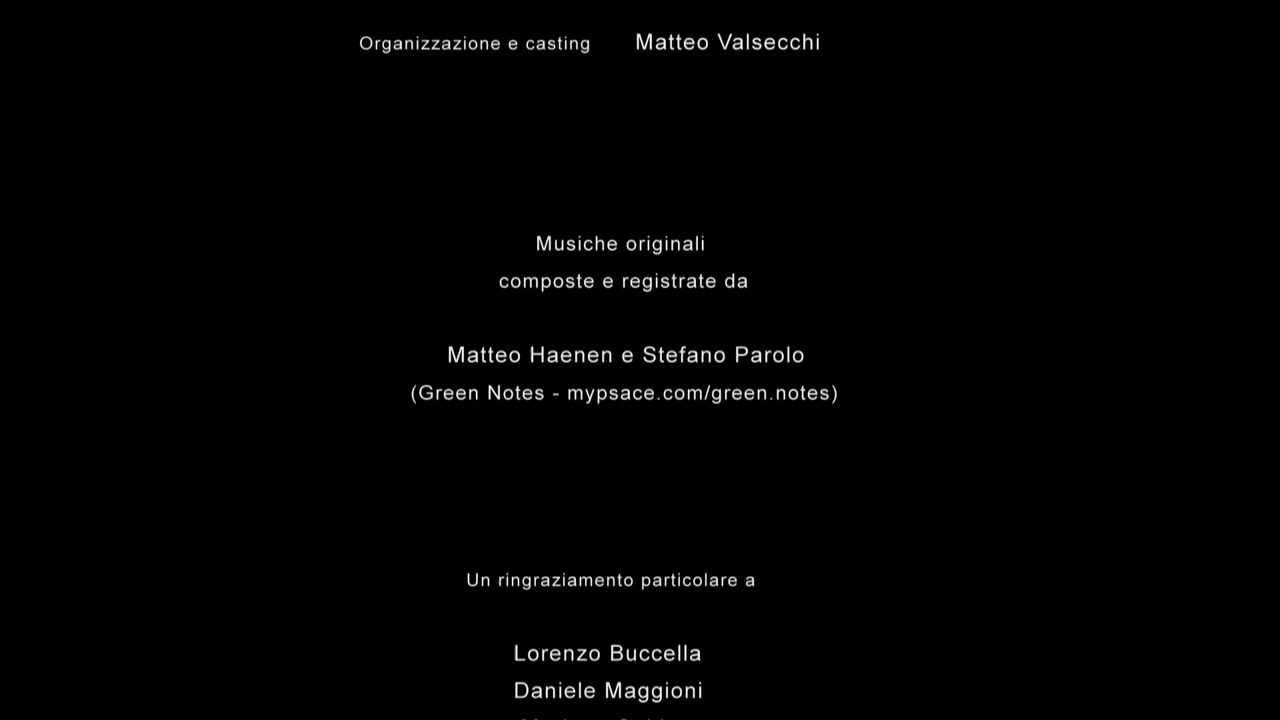 Organizzazione e casting Matteo Valsecchi
Musiche originali
composte e registrate da
Matteo Haenen e Stefano Parolo
(Green Notes - mypsace.com/green.notes)
Un ringraziamento particolare a
Lorenzo Buccella
Daniele Maggioni